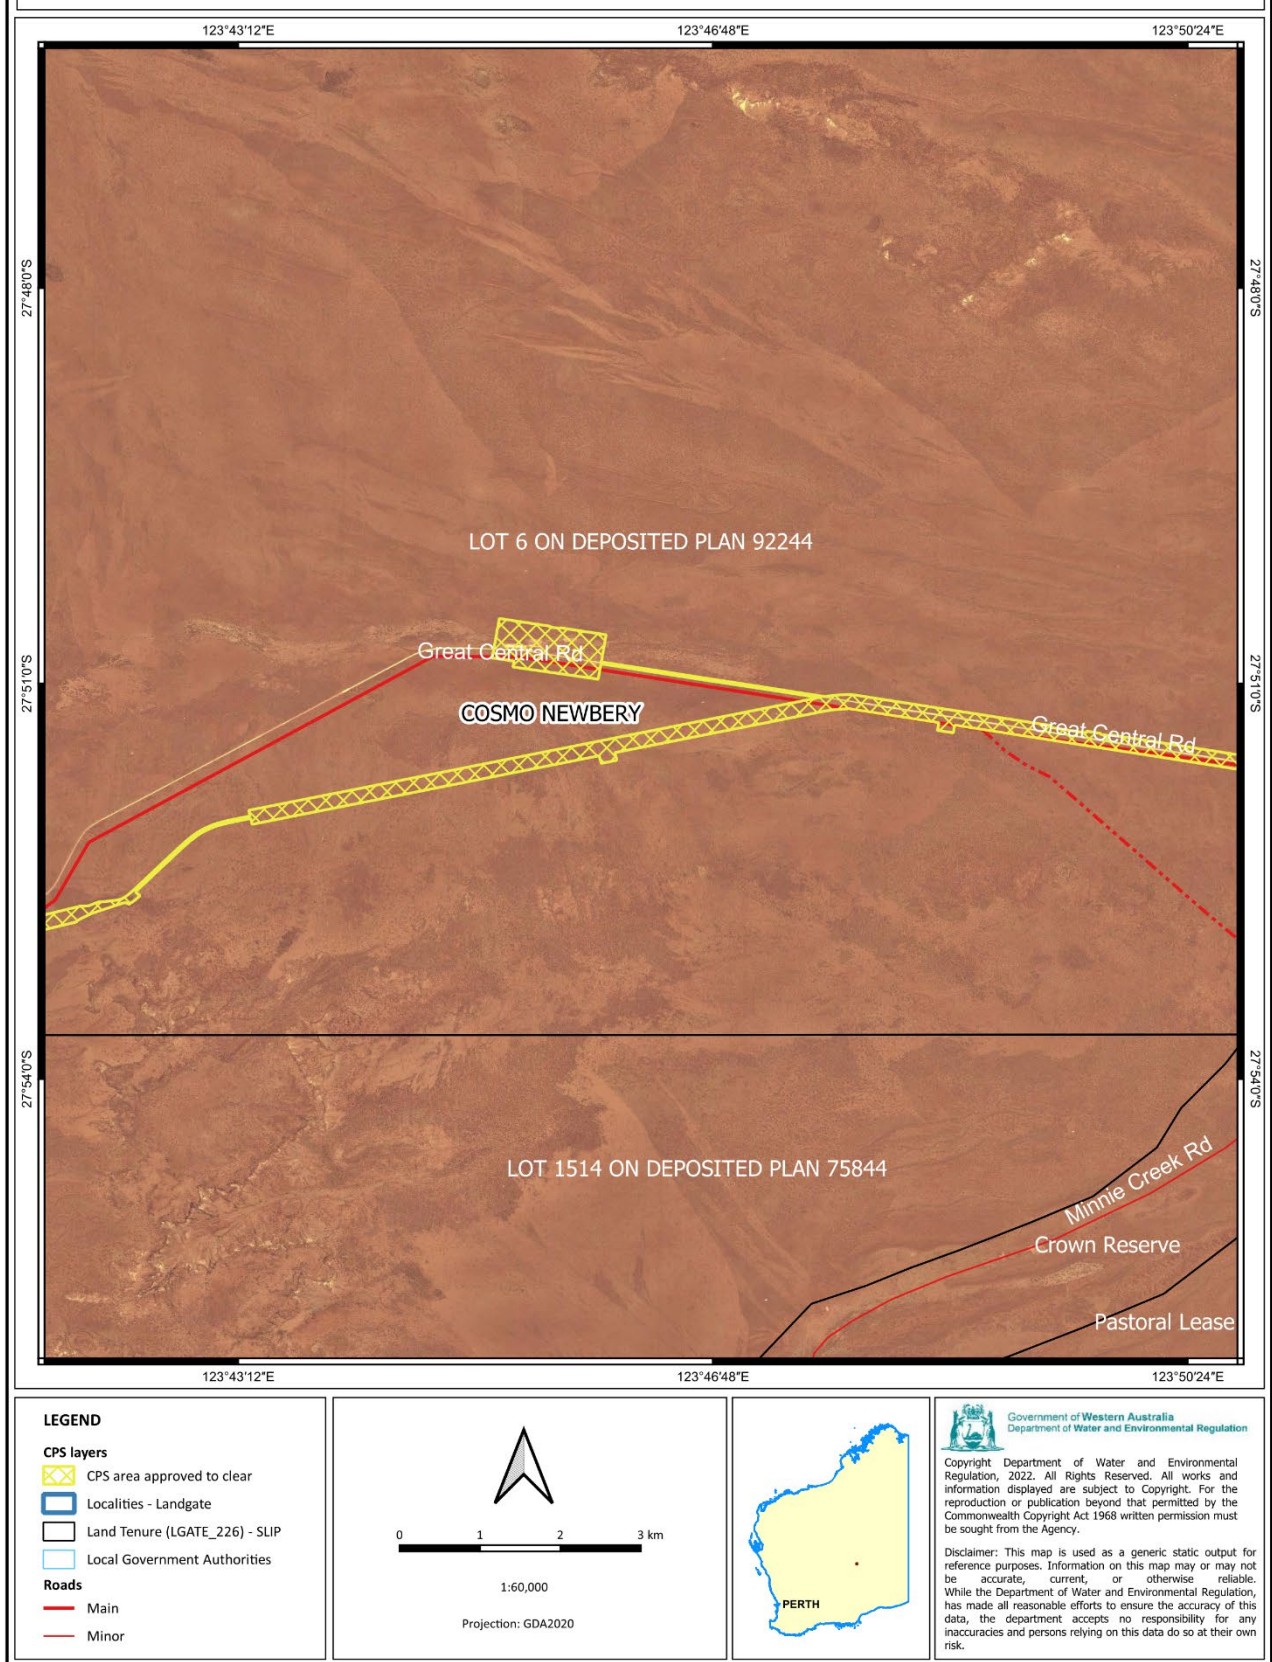 123°43'12"E
123°46'48"E
123°50'24"E
27°48'0"S
27°48'0"S
LOT 6 ON DEPOSITED PLAN 92244
Great Central Rd
27°51'0"S
27°51'0"S
COSMO NEWBERY
Great Central Rd
27°54'0"S
27°54'0"S
LOT 1514 ON DEPOSITED PLAN 75844
Minnie Creek Rd
Crown Reserve
Pastoral Lease
123°43'12"E
123°46'48"E
123°50'24"E
LEGEND
CPS layers
CPS area approved to clear
Localities - Landgate
Land Tenure (LGATE_226) - SLIP
Local Government Authorities
Roads
Main
Minor
0 1 2 3 km
1:60,000
Projection: GDA2020
PERTH
Government of Western Australia
Department of Water and Environmental Regulation
Copyright Department of Water and Environmental
Regulation, 2022. All Rights Reserved. All works and
information displayed are subject to Copyright. For the
reproduction or publication beyond that permitted by the
Commonwealth Copyright Act 1968 written permission must
be sought from the Agency.
Disclaimer: This map is used as a generic static output for
reference purposes. Information on this map may or may not
be accurate, current, or otherwise reliable.
While the Department of Water and Environmental Regulation,
has made all reasonable efforts to ensure the accuracy of this
data, the department accepts no responsibility for any
inaccuracies and persons relying on this data do so at their own
risk.